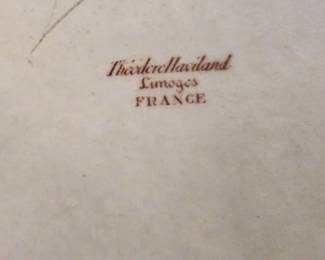 Théodore Haviland
Limoges
FRANCE